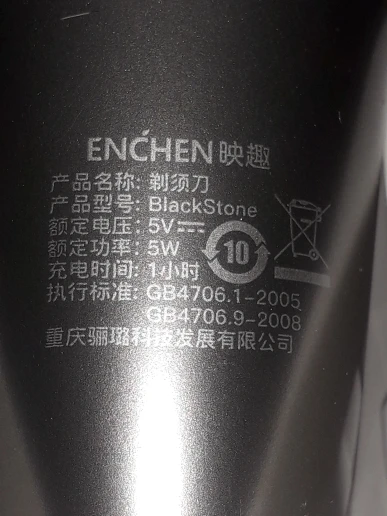 ENCHEN 映趣
产品名称: 剃须刀
产品型号: BlackStone
额定电压: 5V⎓
额定功率: 5W
10
充电时间: 1小时
执行标准: GB4706.1-2005
GB4706.9-2008
重庆骊璐科技发展有限公司